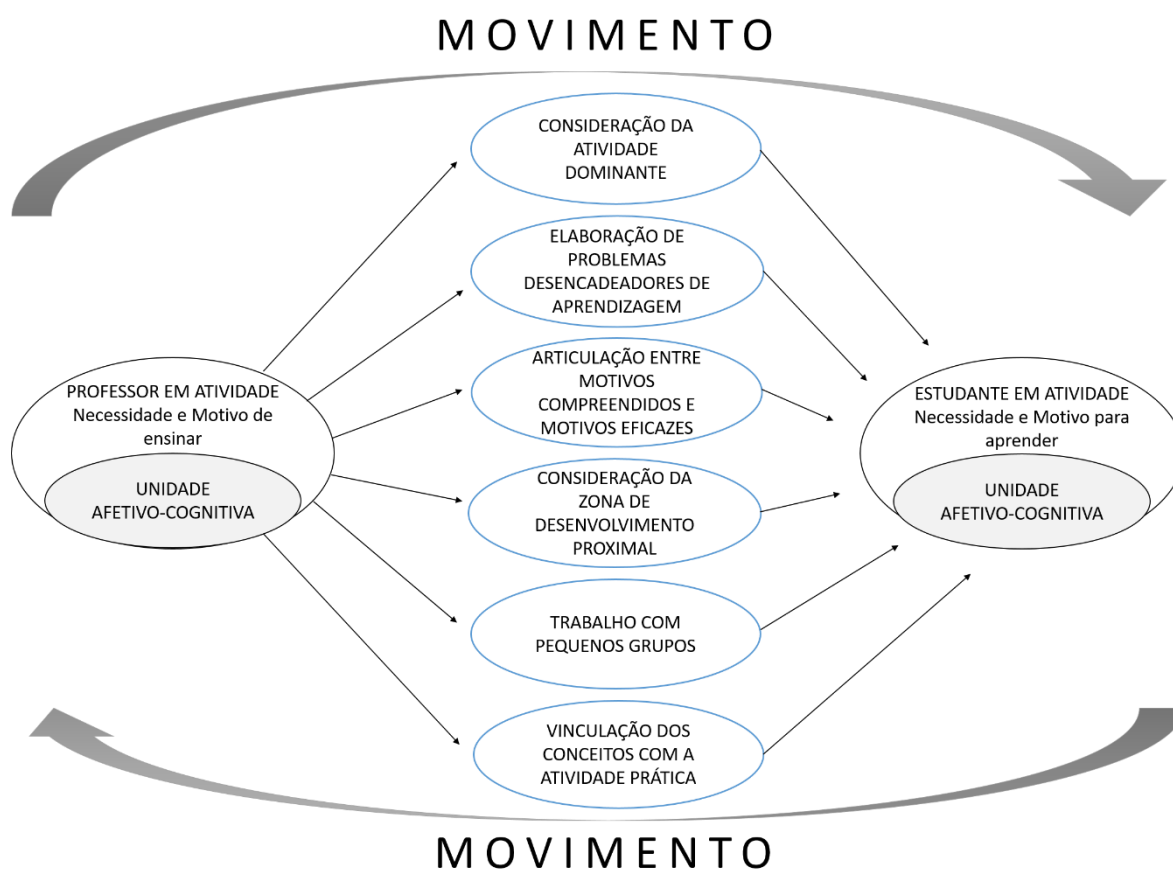 MOVIMENTO
CONSIDERAÇÃO DA
ATIVIDADE
DOMINANTE
ELABORAÇÃO DE
PROBLEMAS
DESENCADEADORES DE
APRENDIZAGEM
PROFESSOR EM ATIVIDADE
Necessidade e Motivo de
ensinar
UNIDADE
AFETIVO-COGNITIVA
ARTICULAÇÃO ENTRE
MOTIVOS
COMPREENDIDOS E
MOTIVOS EFICAZES
CONSIDERAÇÃO DA
ZONA DE
DESENVOLVIMENTO
PROXIMAL
ESTUDANTE EM ATIVIDADE
Necessidade e Motivo para
aprender
UNIDADE
AFETIVO-COGNITIVA
TRABALHO COM
PEQUENOS GRUPOS
VINCULAÇÃO DOS
CONCEITOS COM A
ATIVIDADE PRÁTICA
MOVIMENTO